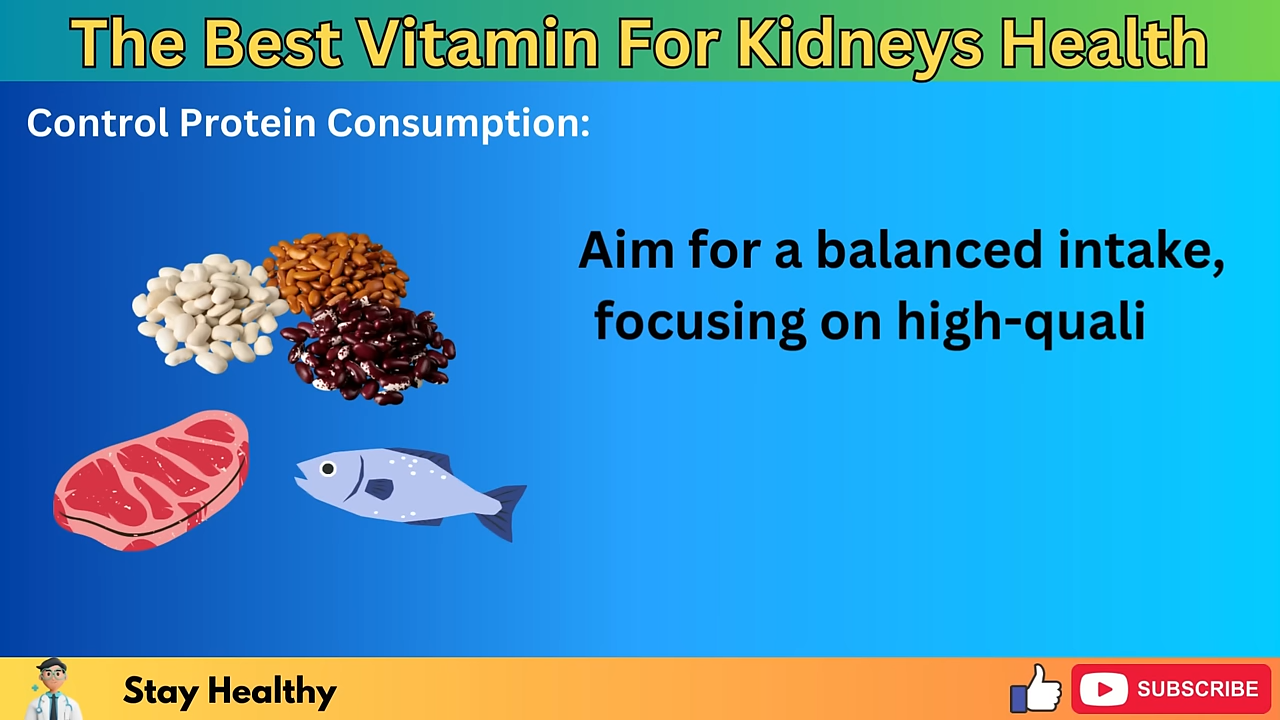 The Best Vitamin For Kidneys Health
Control Protein Consumption:
Aim for a balanced intake,
focusing on high-quali
Stay Healthy
SUBSCRIBE